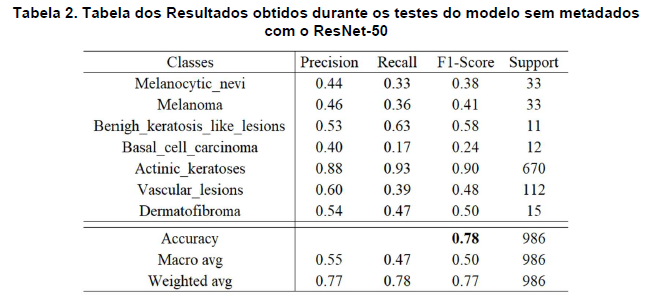 Tabela 2. Tabela dos Resultados obtidos durante os testes do modelo sem metadados
com o ResNet-50
Classes Precision Recall F1-Score Support
Melanocytic_nevi 0.44 0.33 0.38 33
Melanoma 0.46 0.36 0.41 33
Benigh_keratosis_like_lesions 0.53 0.63 0.58 11
Basal_cell_carcinoma 0.40 0.17 0.24 12
Actinic_keratoses 0.88 0.93 0.90 670
Vascular_lesions 0.60 0.39 0.48 112
Dermatofibroma 0.54 0.47 0.50 15
Accuracy 0.78 986
Macro avg 0.55 0.47 0.50 986
Weighted avg 0.77 0.78 0.77 986